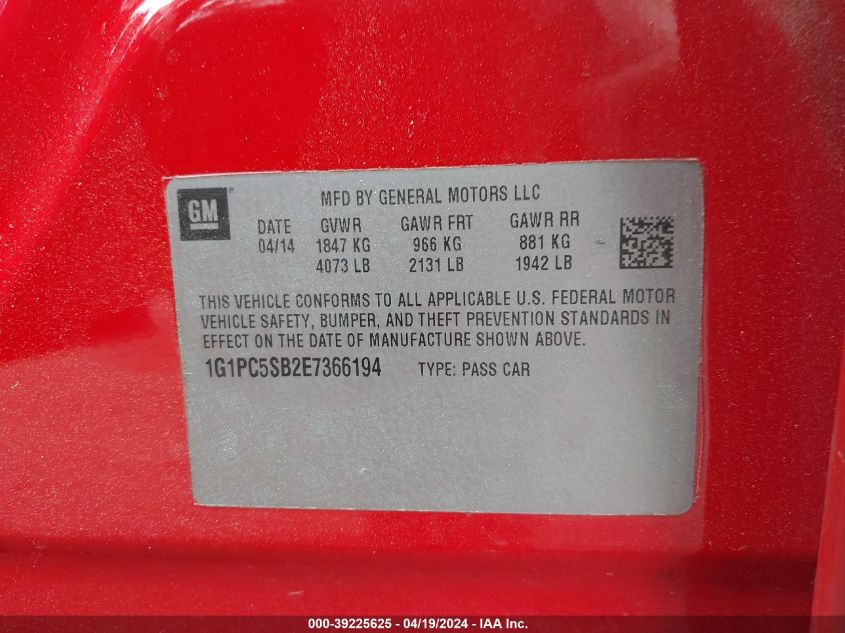 GM®
MFD BY GENERAL MOTORS LLC
DATE GVWR GAWR FRT GAWR RR
04/14 1847 KG 966 KG 881 KG
4073 LB 2131 LB 1942 LB
THIS VEHICLE CONFORMS TO ALL APPLICABLE U.S. FEDERAL MOTOR
VEHICLE SAFETY, BUMPER, AND THEFT PREVENTION STANDARDS IN
EFFECT ON THE DATE OF MANUFACTURE SHOWN ABOVE.
1G1PC5SB2E7366194 TYPE: PASS CAR
000-39225625 - 04/19/2024 - IAA Inc.